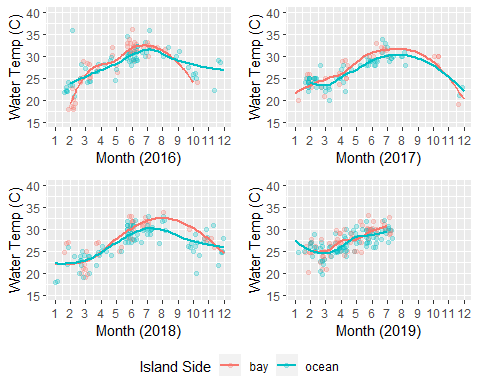 40
35
30
25
20
15
Water Temp (C)
1 2 3 4 5 6 7 8 9 10 11 12
Month (2016)
40
35
30
25
20
15
Water Temp (C)
1 2 3 4 5 6 7 8 9 10 11 12
Month (2017)
40
35
30
25
20
15
Water Temp (C)
1 2 3 4 5 6 7 8 9 10 11 12
Month (2018)
40
35
30
25
20
15
Water Temp (C)
1 2 3 4 5 6 7 8 9 10 11 12
Month (2019)
Island Side bay ocean